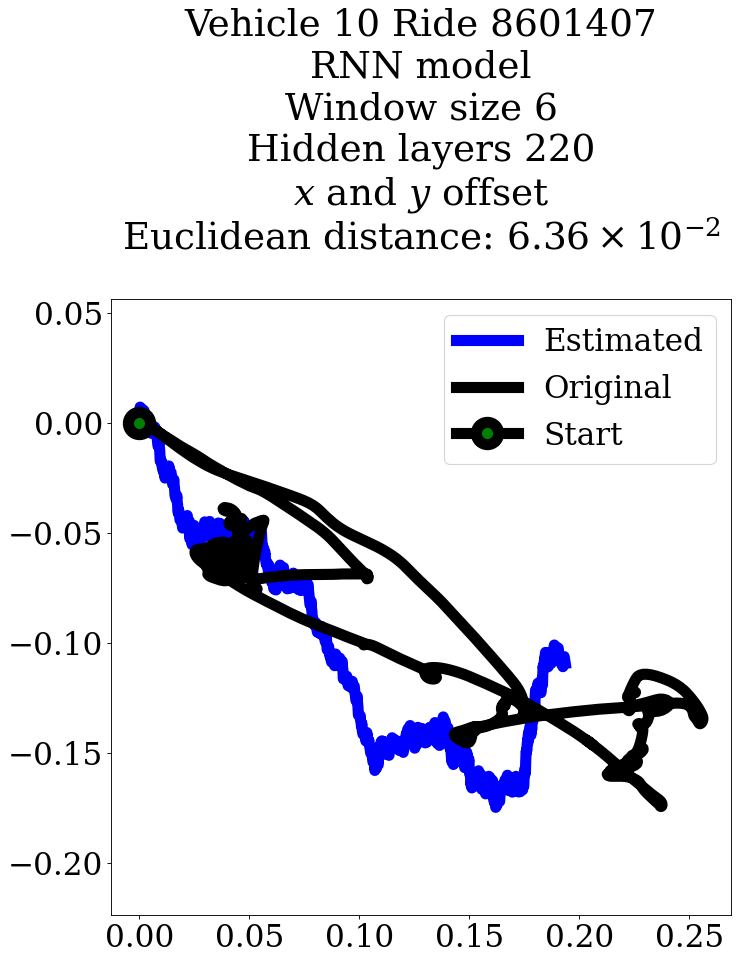 Vehicle 10 Ride 8601407
RNN model
Window size 6
Hidden layers 220
x and y offset
Euclidean distance: 6.36 × 10⁻²
Estimated
Original
Start
0.05
0.00
−0.05
−0.10
−0.15
−0.20
0.00 0.05 0.10 0.15 0.20 0.25